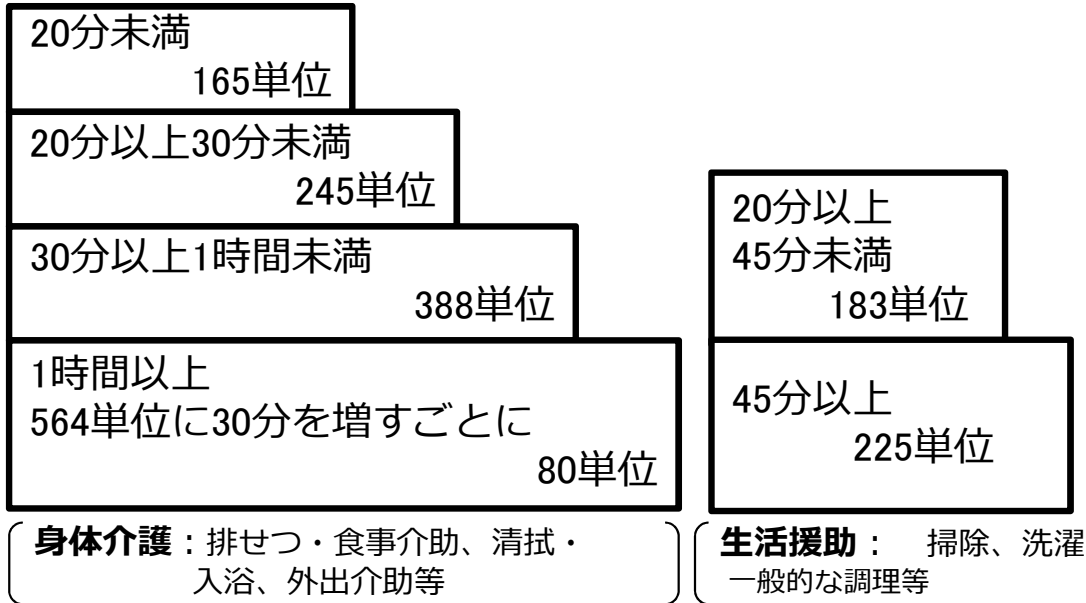 20分未満
165単位
20分以上30分未満
245単位
30分以上1時間未満
388単位
1時間以上
564単位に30分を増すごとに
80単位
身体介護：排せつ・食事介助、清拭・
入浴、外出介助等
20分以上
45分未満
183単位
45分以上
225単位
生活援助：　掃除、洗濯
一般的な調理等